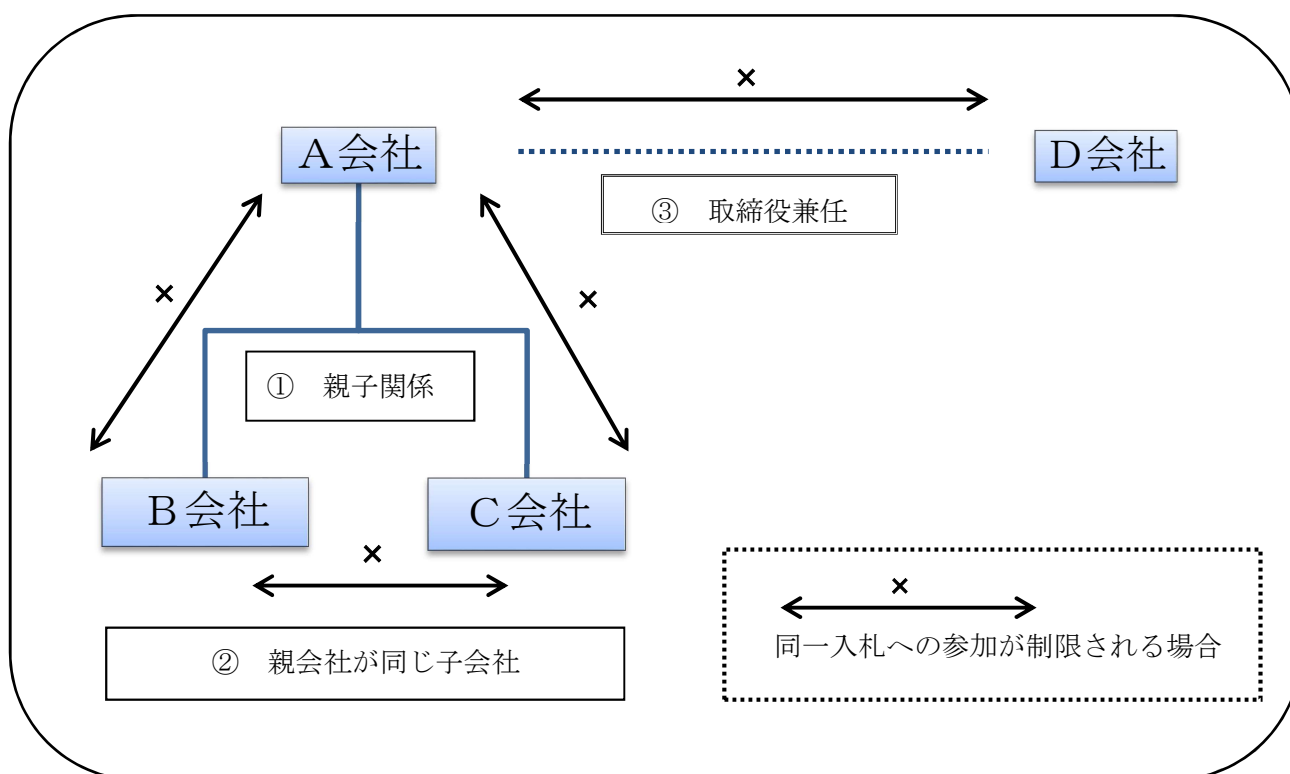 ×
Ａ会社
Ｄ会社
③　取締役兼任
×
×
①　親子関係
Ｂ会社
Ｃ会社
×
②　親会社が同じ子会社
×
同一入札への参加が制限される場合